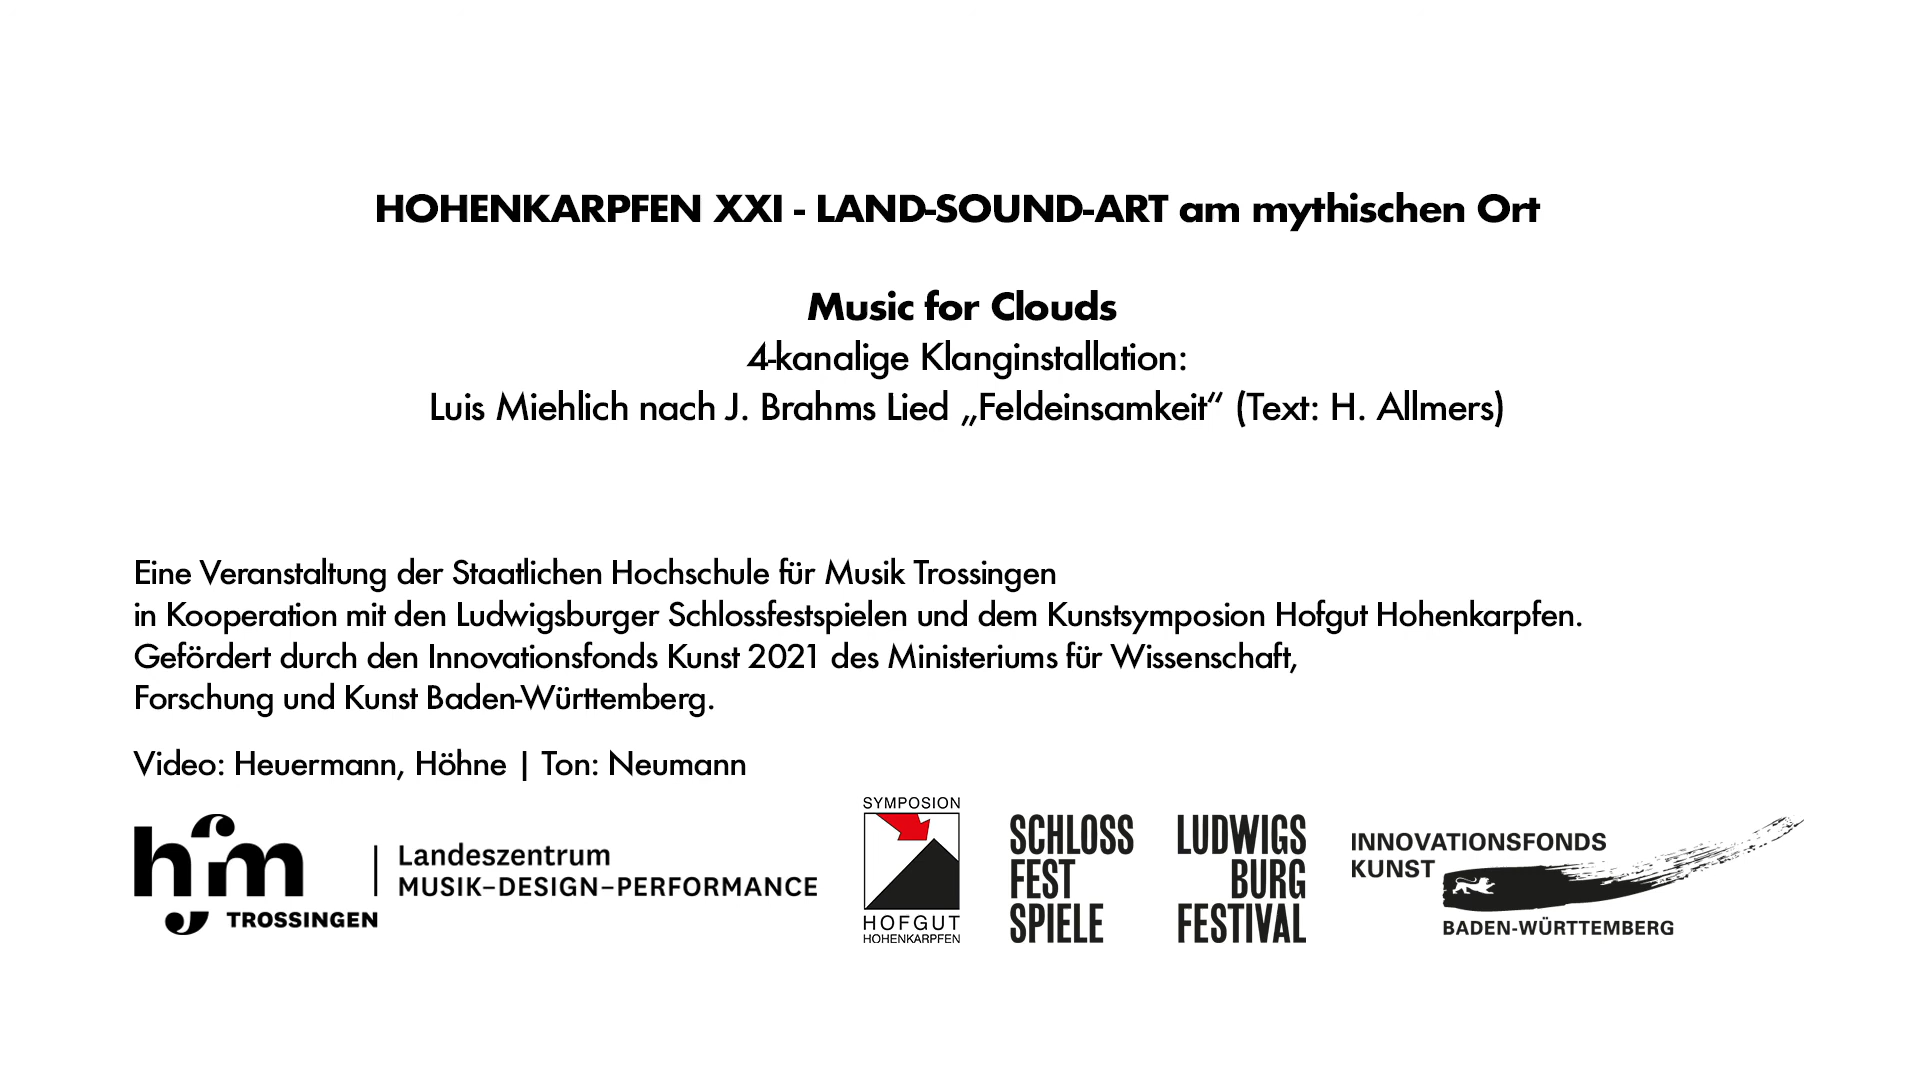 HOHENKARPFEN XXI - LAND-SOUND-ART am mythischen Ort
Music for Clouds
4-kanalige Klanginstallation:
Luis Miehlich nach J. Brahms Lied „Feldeinsamkeit“ (Text: H. Allmers)
Eine Veranstaltung der Staatlichen Hochschule für Musik Trossingen
in Kooperation mit den Ludwigsburger Schlossfestspielen und dem Kunstsymposion Hofgut Hohenkarpfen.
Gefördert durch den Innovationsfonds Kunst 2021 des Ministeriums für Wissenschaft,
Forschung und Kunst Baden-Württemberg.
Video: Heuermann, Höhne | Ton: Neumann
hfm
TROSSINGEN
Landeszentrum
MUSIK–DESIGN–PERFORMANCE
SYMPOSION
HOFGUT
HOHENKARPFEN
SCHLOSS
FEST
SPIELE
LUDWIGS
BURG
FESTIVAL
INNOVATIONSFONDS
KUNST
BADEN-WÜRTTEMBERG